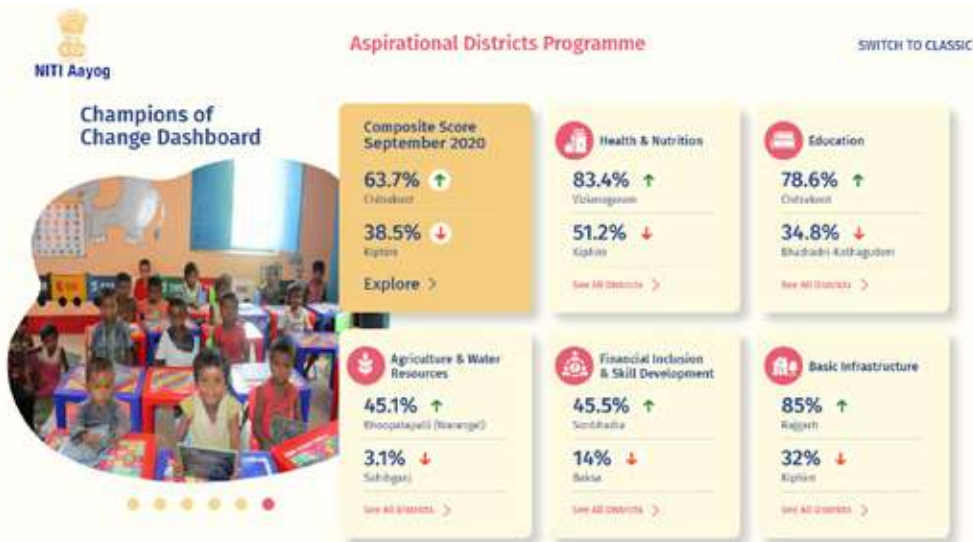 NITI Aayog
Aspirational Districts Programme
SWITCH TO CLASSIC
Champions of
Change Dashboard
Composite Score
September 2020
63.7%
Chitrakoot
38.5%
Kiphire
Explore >
Health & Nutrition
83.4%
Vizianagaram
51.2%
Kiphire
See All Districts >
Education
78.6%
Chitrakoot
34.8%
Bhadradri-Kothagudem
See All Districts >
Agriculture & Water
Resources
45.1%
Bhoopalapalli (Warangal)
3.1%
Sahibganj
See All Districts >
Financial Inclusion
& Skill Development
45.5%
14%
Baksa
See All Districts >
Basic Infrastructure
85%
Rajgarh
32%
Kiphire
See All Districts >